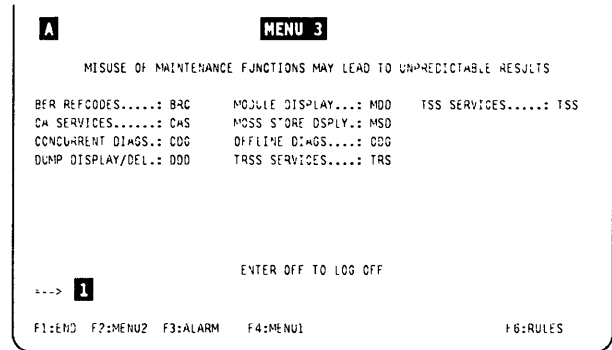 A MENU 3
MISUSE OF MAINTENANCE FUNCTIONS MAY LEAD TO UNPREDICTABLE RESULTS
BER REFCODES.....: BRC MODULE DISPLAY...: MDD TSS SERVICES.....: TSS
CA SERVICES......: CAS MOSS STORE DSPLY.: MSD
CONCURRENT DIAGS.: CDG OFFLINE DIAGS....: ODG
DUMP DISPLAY/DEL.: DDD TRSS SERVICES....: TRS
ENTER OFF TO LOG OFF
===> 1
F1:END F2:MENU2 F3:ALARM F4:MENU1 F6:RULES